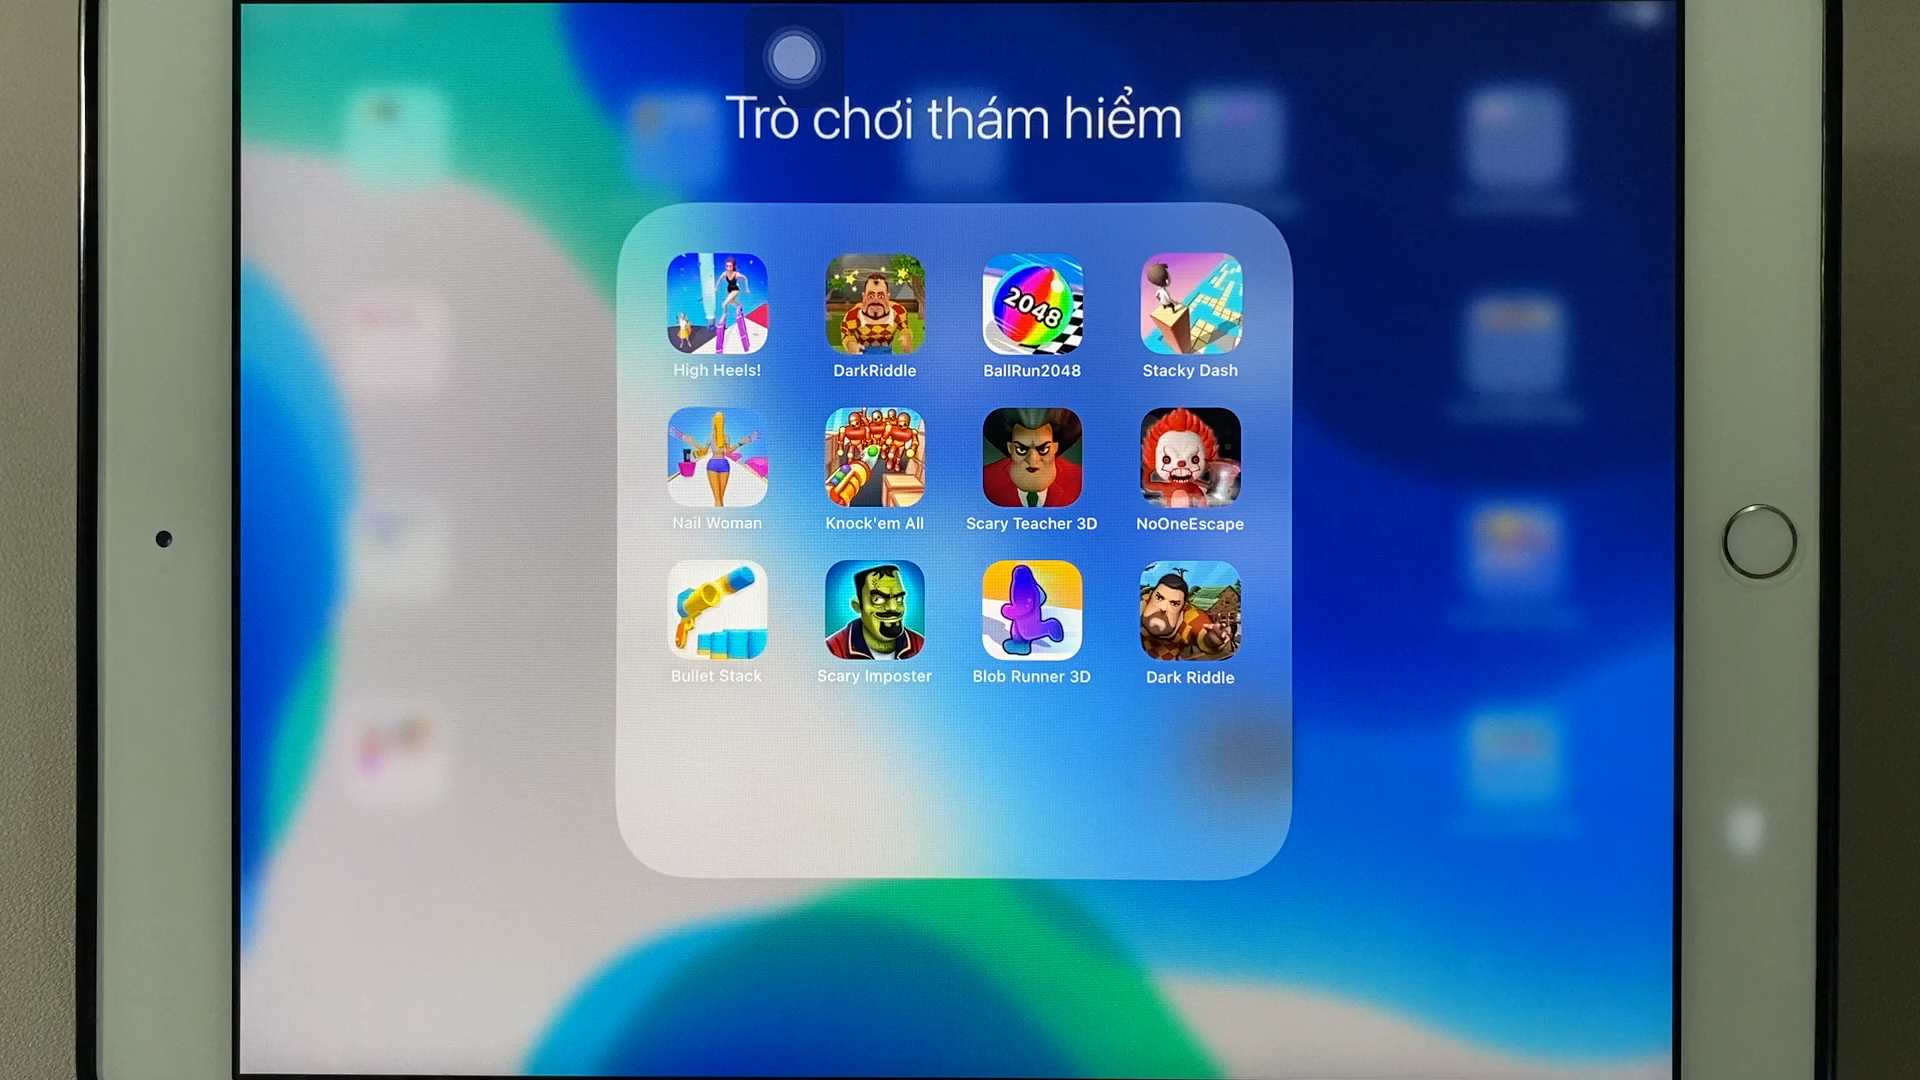 Trò chơi thám hiểm
2048
High Heels!
DarkRiddle
BallRun2048
Stacky Dash
Nail Woman
Knock'em All
Scary Teacher 3D
NoOneEscape
Bullet Stack
Scary Imposter
Blob Runner 3D
Dark Riddle